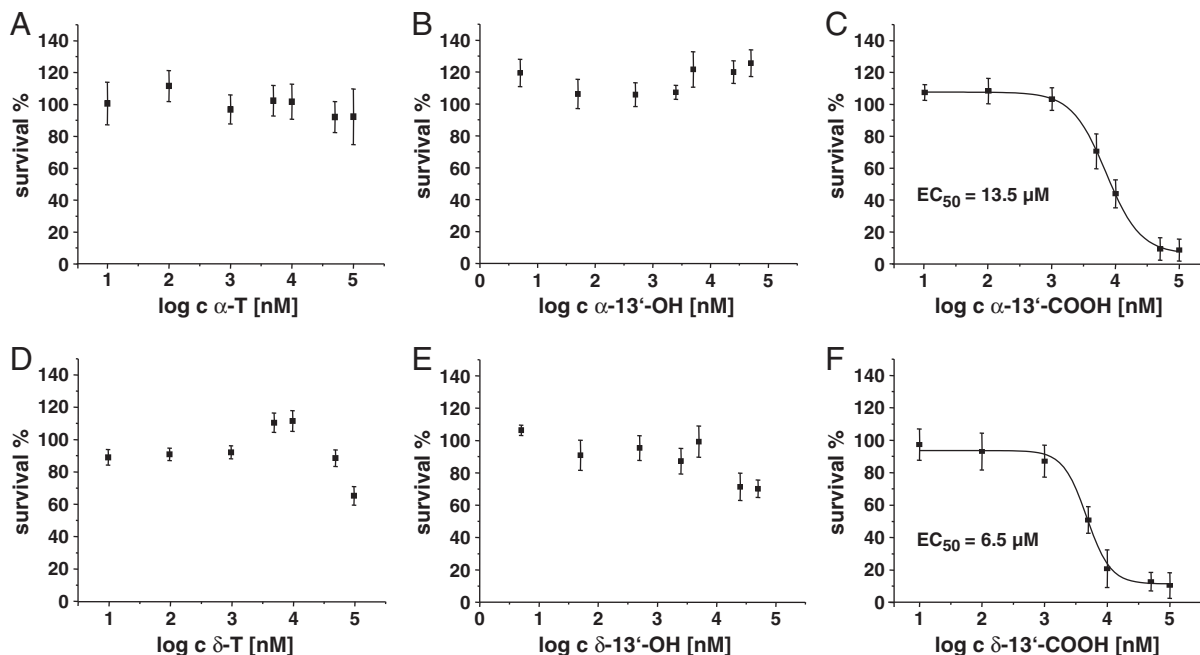 A
140
120
100
80
60
40
20
0
survival %
1 2 3 4 5
log c α-T [nM]
B
140
120
100
80
60
40
20
0
survival %
0 1 2 3 4 5
log c α-13‘-OH [nM]
C
140
120
100
80
60
40
20
0
survival %
EC50 = 13.5 µM
1 2 3 4 5
log c α-13‘-COOH [nM]
D
140
120
100
80
60
40
20
0
survival %
1 2 3 4 5
log c δ-T [nM]
E
140
120
100
80
60
40
20
0
survival %
0 1 2 3 4 5
log c δ-13‘-OH [nM]
F
140
120
100
80
60
40
20
0
survival %
EC50 = 6.5 µM
1 2 3 4 5
log c δ-13‘-COOH [nM]